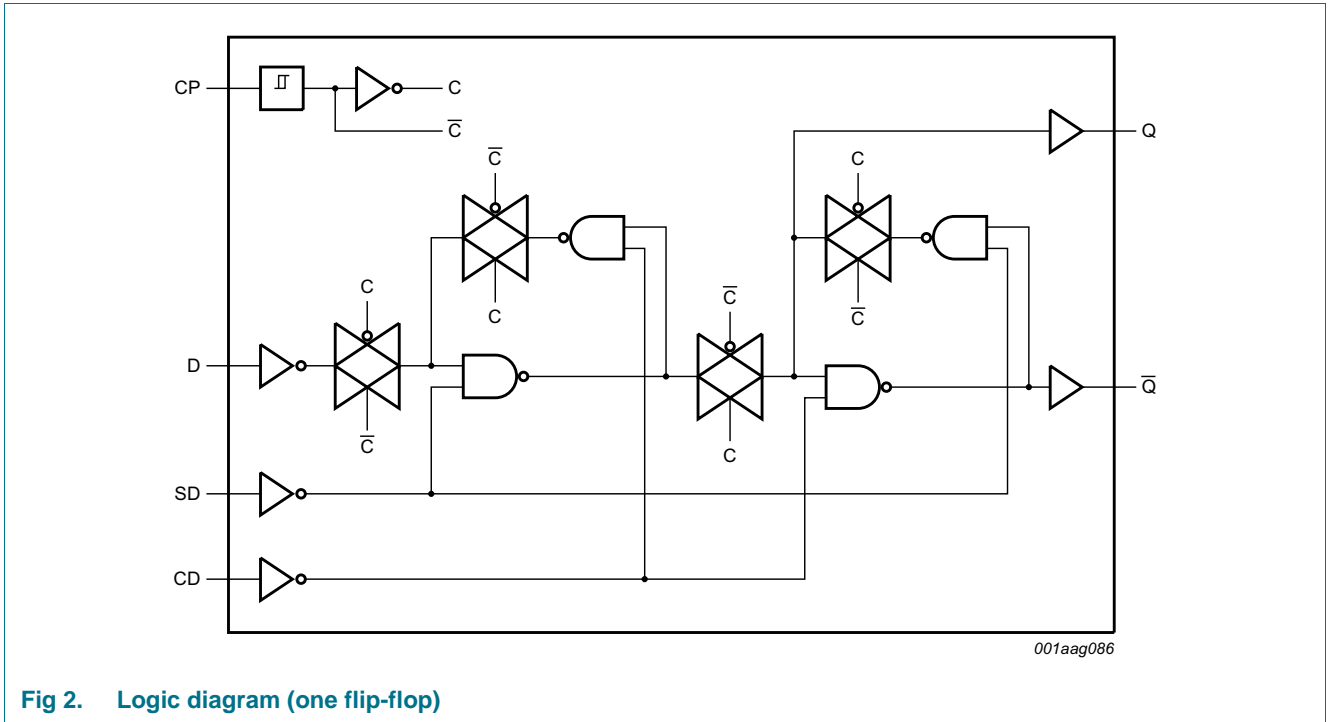 CP
C
C̅
Q
C̅
C
C
C̅
C
C̅
D
C̅
C
Q̅
SD
CD
001aag086
Fig 2. Logic diagram (one flip-flop)